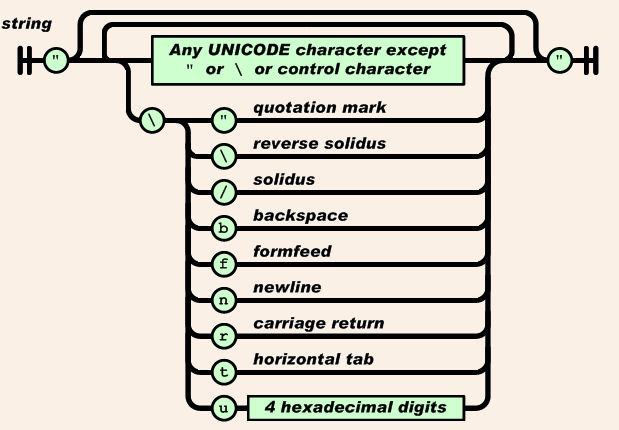 string
" Any UNICODE character except "
" or \ or control character
\ " quotation mark
\ reverse solidus
/ solidus
b backspace
f formfeed
n newline
r carriage return
t horizontal tab
u 4 hexadecimal digits